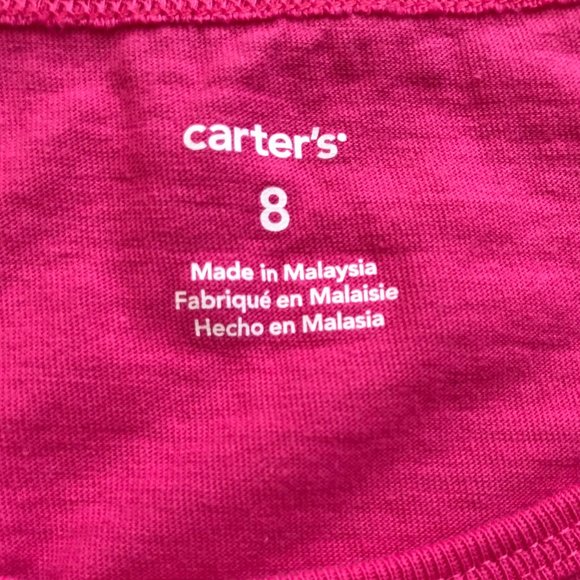 carter's
8
Made in Malaysia
Fabriqué en Malaisie
Hecho en Malasia